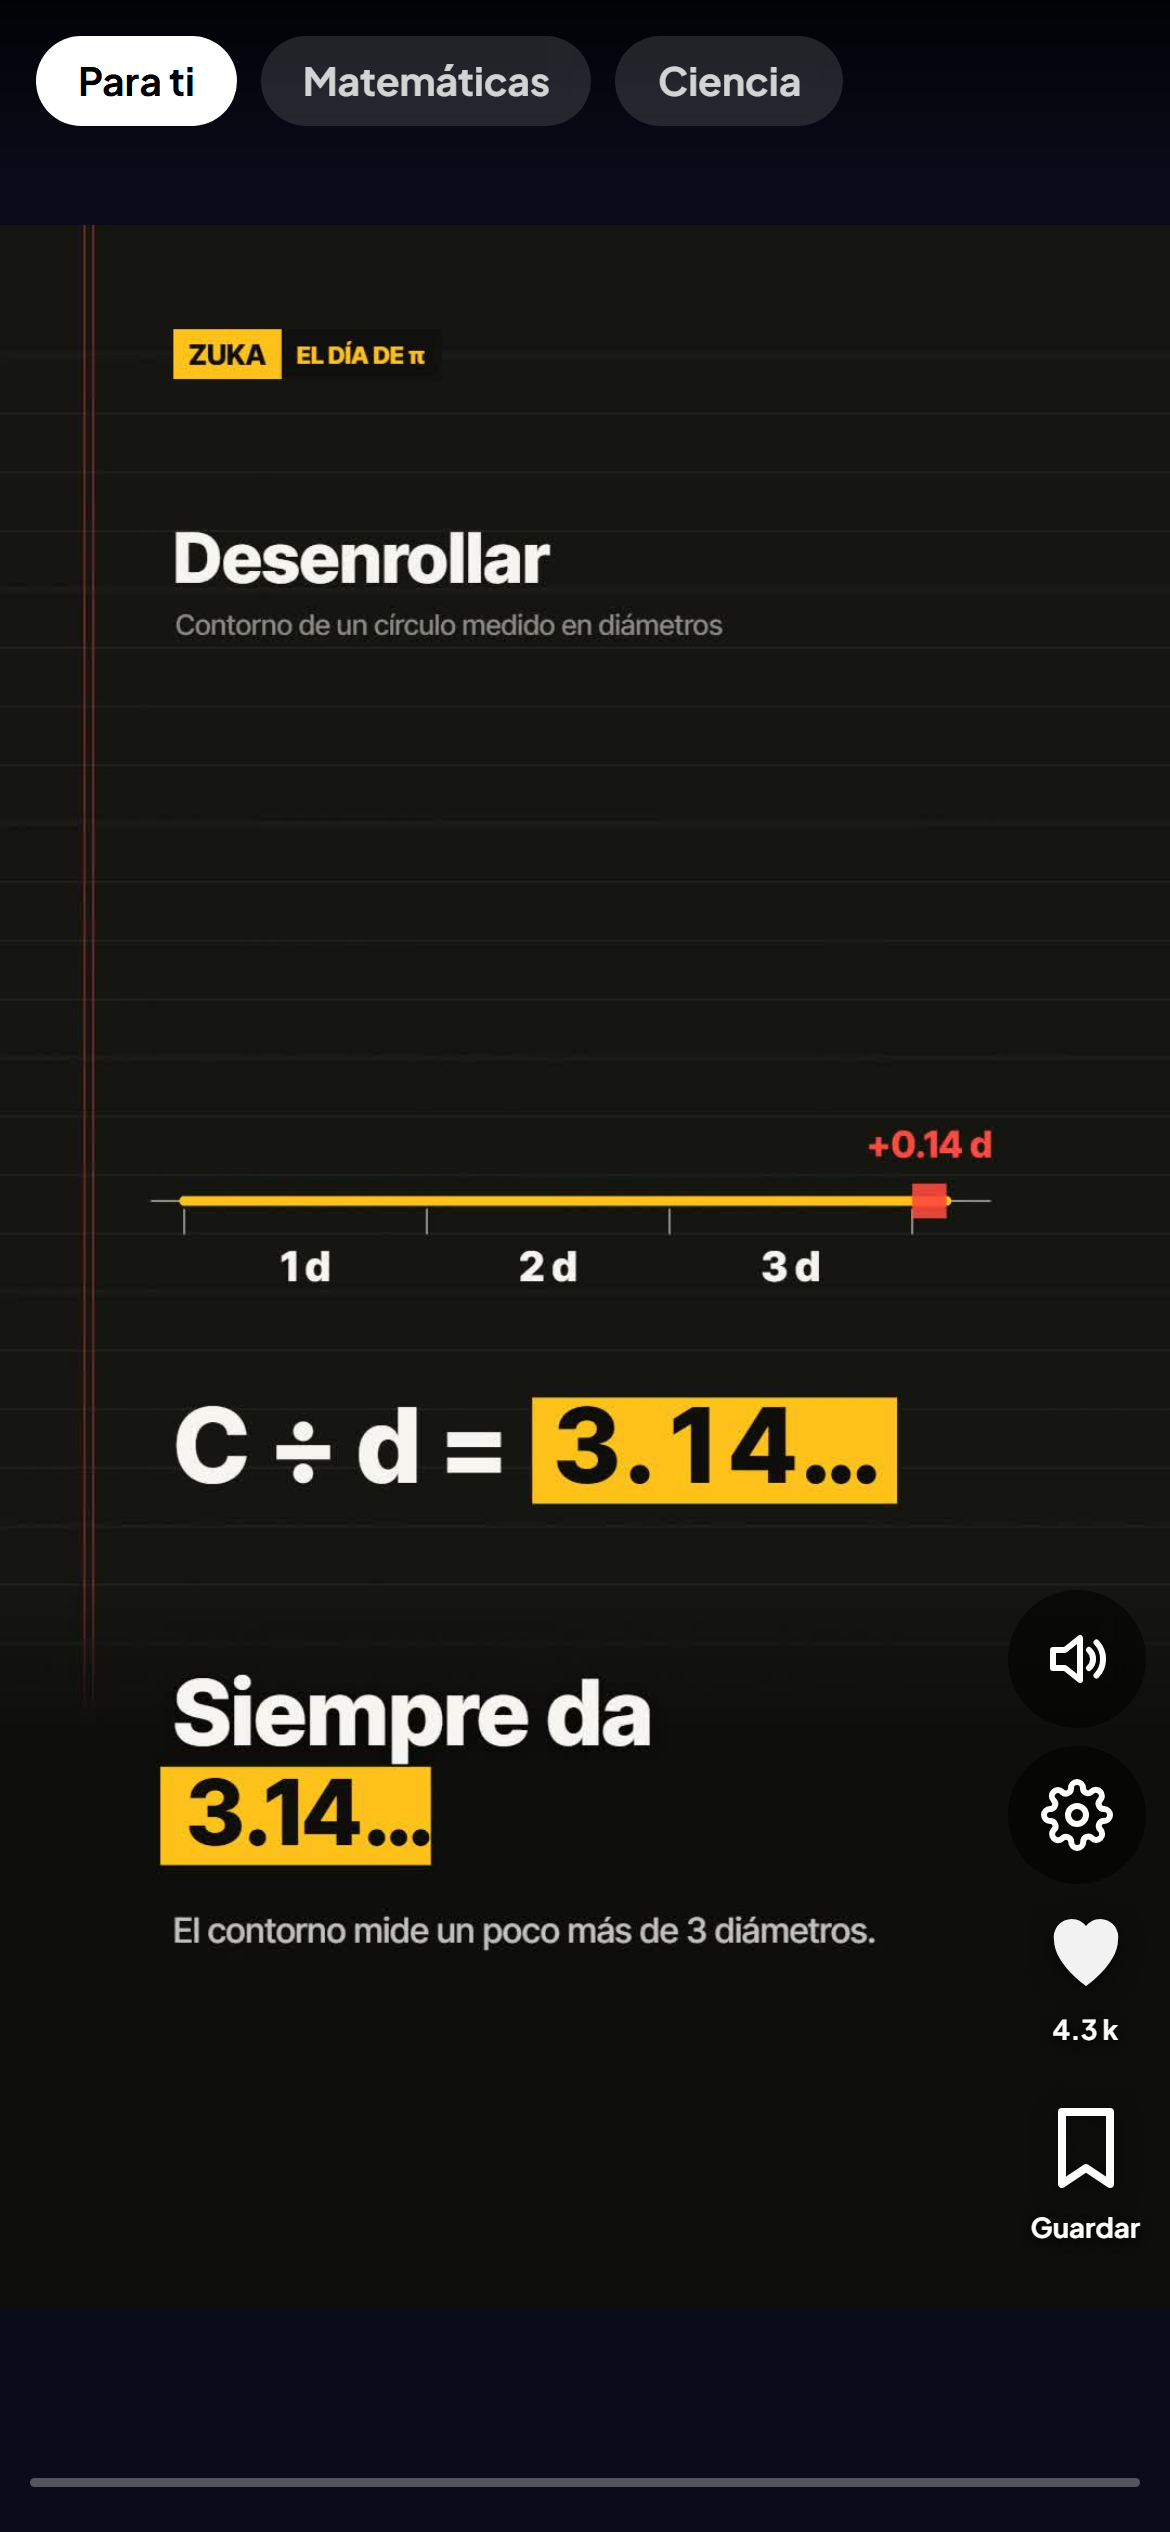 Para ti Matemáticas Ciencia
ZUKA EL DÍA DE π
Desenrollar
Contorno de un círculo medido en diámetros
+0.14 d
1 d 2 d 3 d
C ÷ d = 3.14...
Siempre da
3.14...
El contorno mide un poco más de 3 diámetros.
4.3 k
Guardar